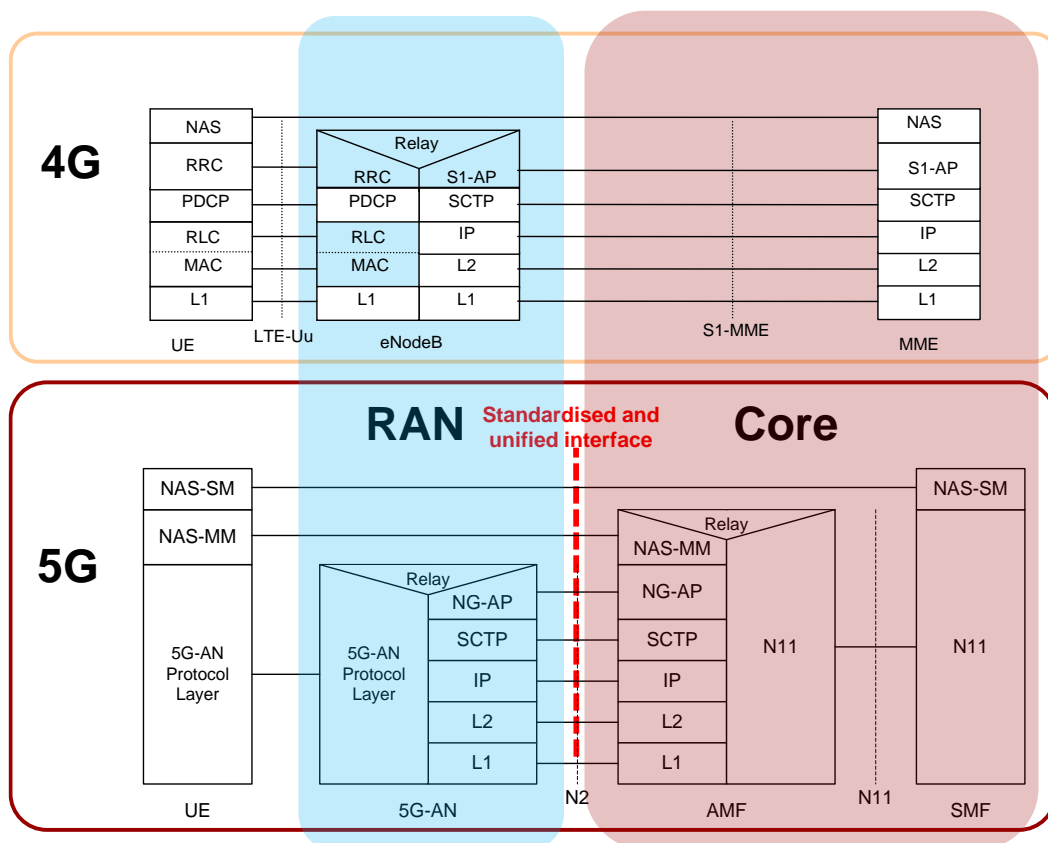 4G
NAS
RRC
PDCP
RLC
MAC
L1
UE
LTE-Uu
Relay
RRC
S1-AP
PDCP
SCTP
RLC
IP
MAC
L2
L1
L1
eNodeB
S1-MME
NAS
S1-AP
SCTP
IP
L2
L1
MME
RAN
Standardised and
unified interface
Core
5G
NAS-SM
NAS-MM
5G-AN
Protocol
Layer
UE
Relay
5G-AN
Protocol
Layer
NG-AP
SCTP
IP
L2
L1
5G-AN
N2
Relay
NAS-MM
NG-AP
SCTP
IP
L2
L1
N11
AMF
N11
NAS-SM
N11
SMF